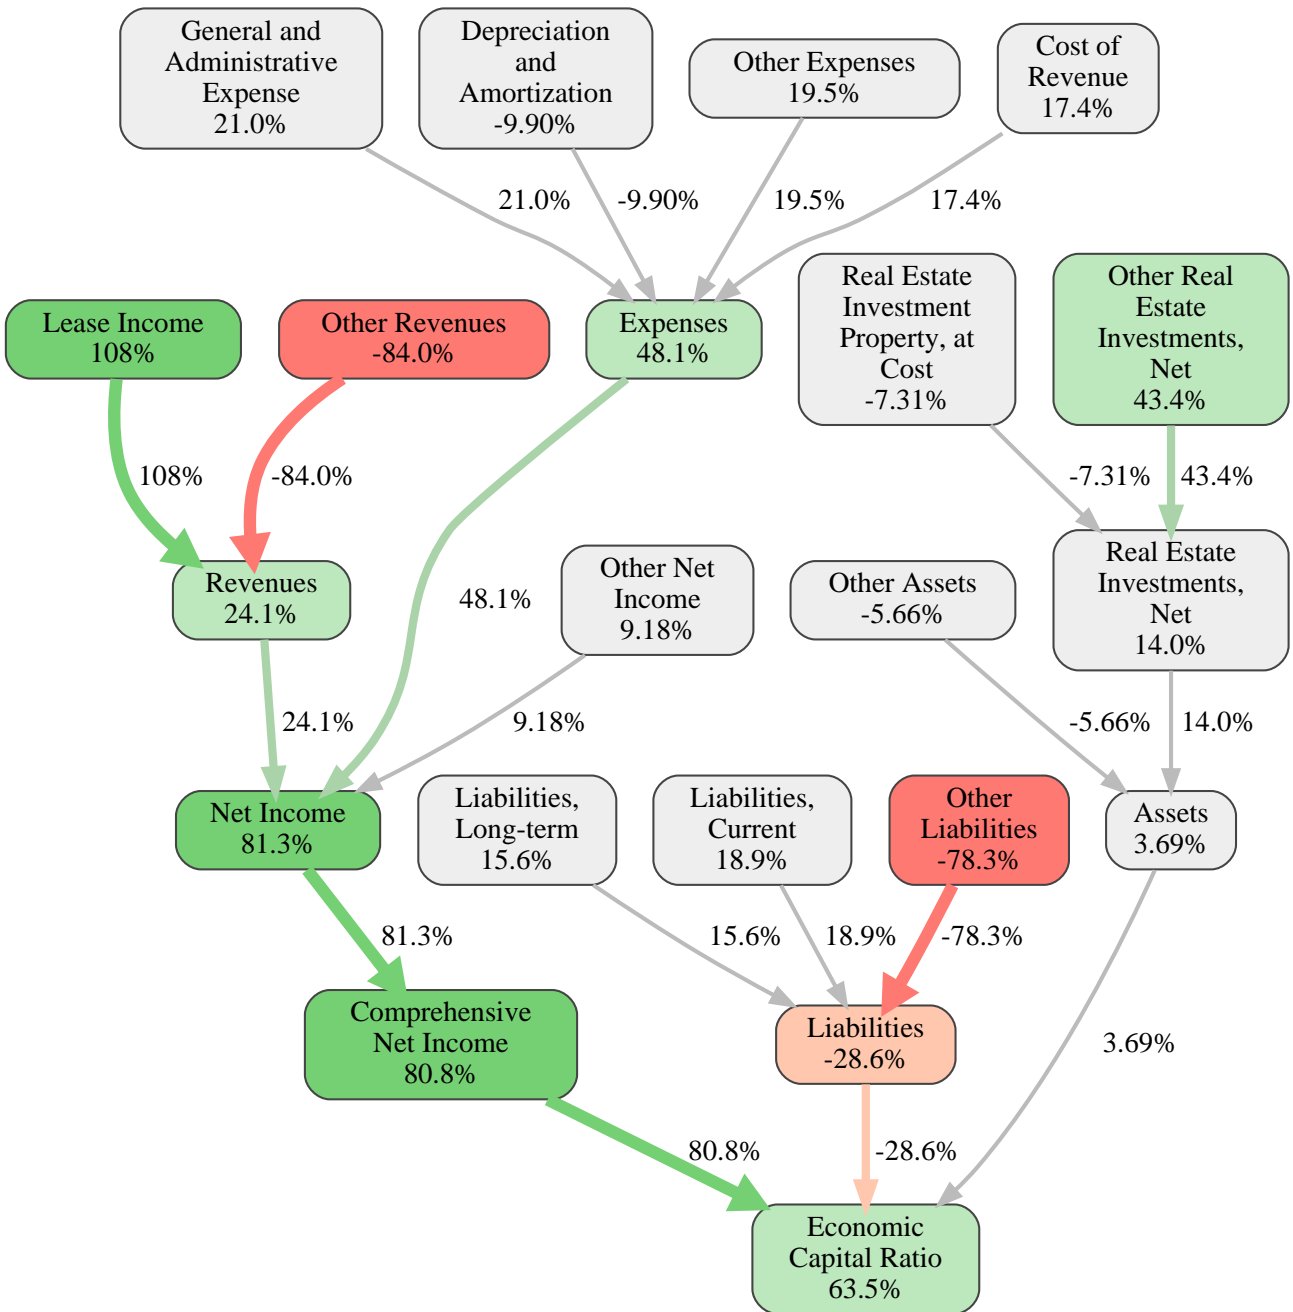 General and
Administrative
Expense
21.0%
Depreciation
and
Amortization
-9.90%
Other Expenses
19.5%
Cost of
Revenue
17.4%
21.0%
-9.90%
19.5%
17.4%
Lease Income
108%
Other Revenues
-84.0%
Expenses
48.1%
Real Estate
Investment
Property, at
Cost
-7.31%
Other Real
Estate
Investments,
Net
43.4%
108%
-84.0%
-7.31%
43.4%
Revenues
24.1%
48.1%
Other Net
Income
9.18%
Other Assets
-5.66%
Real Estate
Investments,
Net
14.0%
24.1%
9.18%
-5.66%
14.0%
Net Income
81.3%
Liabilities,
Long-term
15.6%
Liabilities,
Current
18.9%
Other
Liabilities
-78.3%
Assets
3.69%
81.3%
15.6%
18.9%
-78.3%
Comprehensive
Net Income
80.8%
Liabilities
-28.6%
3.69%
80.8%
-28.6%
Economic
Capital Ratio
63.5%